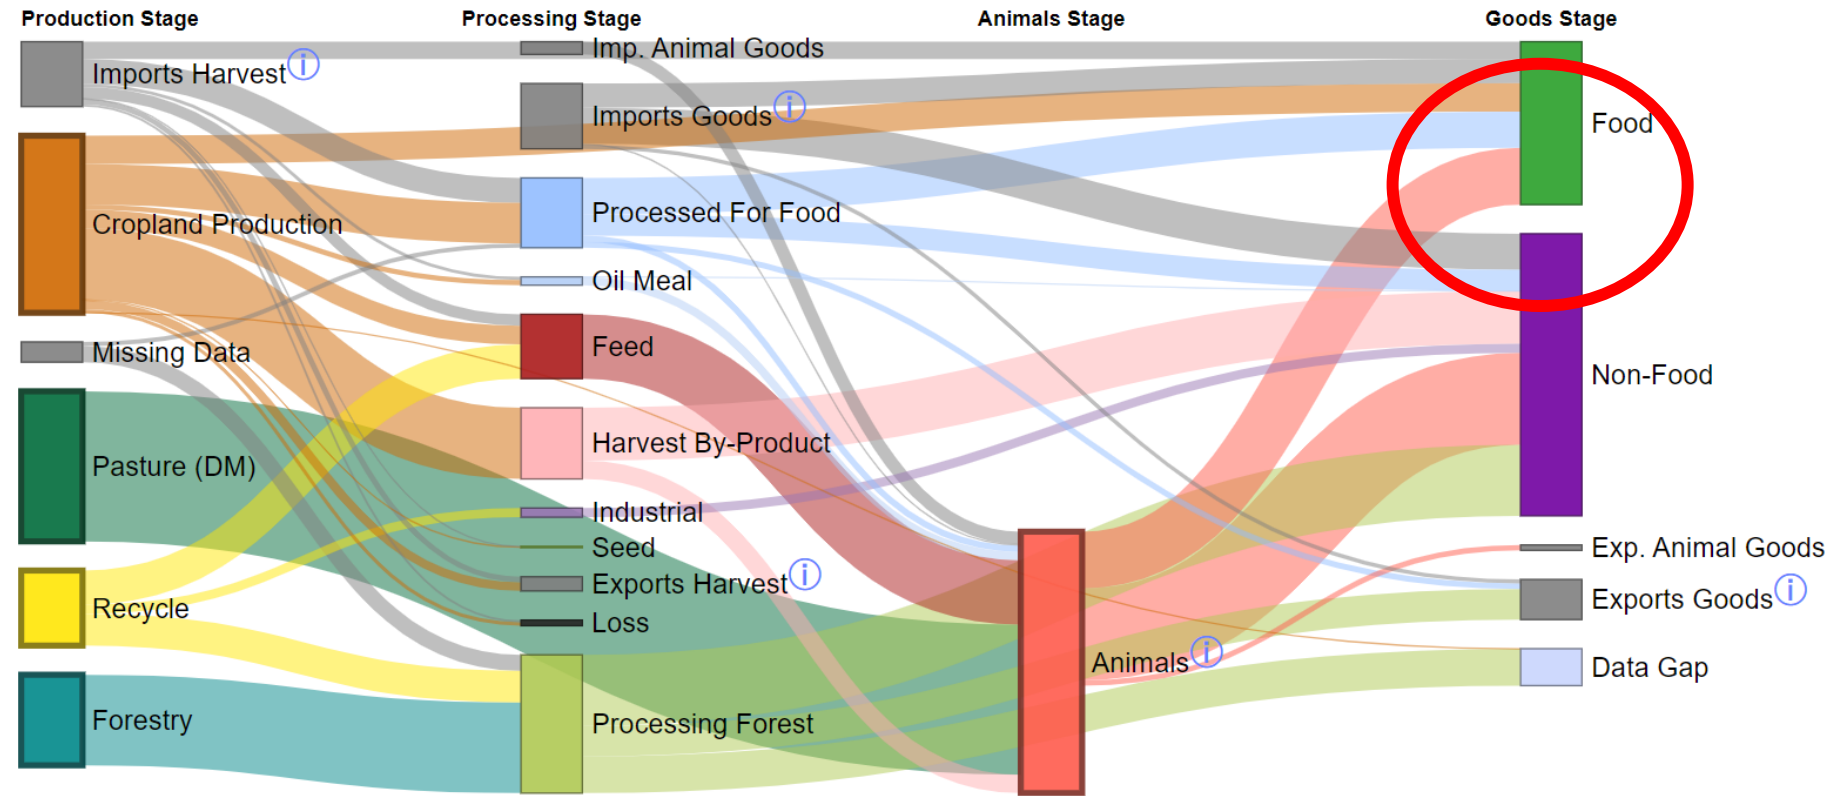 Production Stage
Processing Stage
Animals Stage
Goods Stage
Imports Harvest i
Cropland Production
Missing Data
Pasture (DM)
Recycle
Forestry
Imp. Animal Goods
Imports Goods i
Processed For Food
Oil Meal
Feed
Harvest By-Product
Industrial
Seed
Exports Harvest i
Loss
Processing Forest
Animals i
Food
Non-Food
Exp. Animal Goods
Exports Goods i
Data Gap